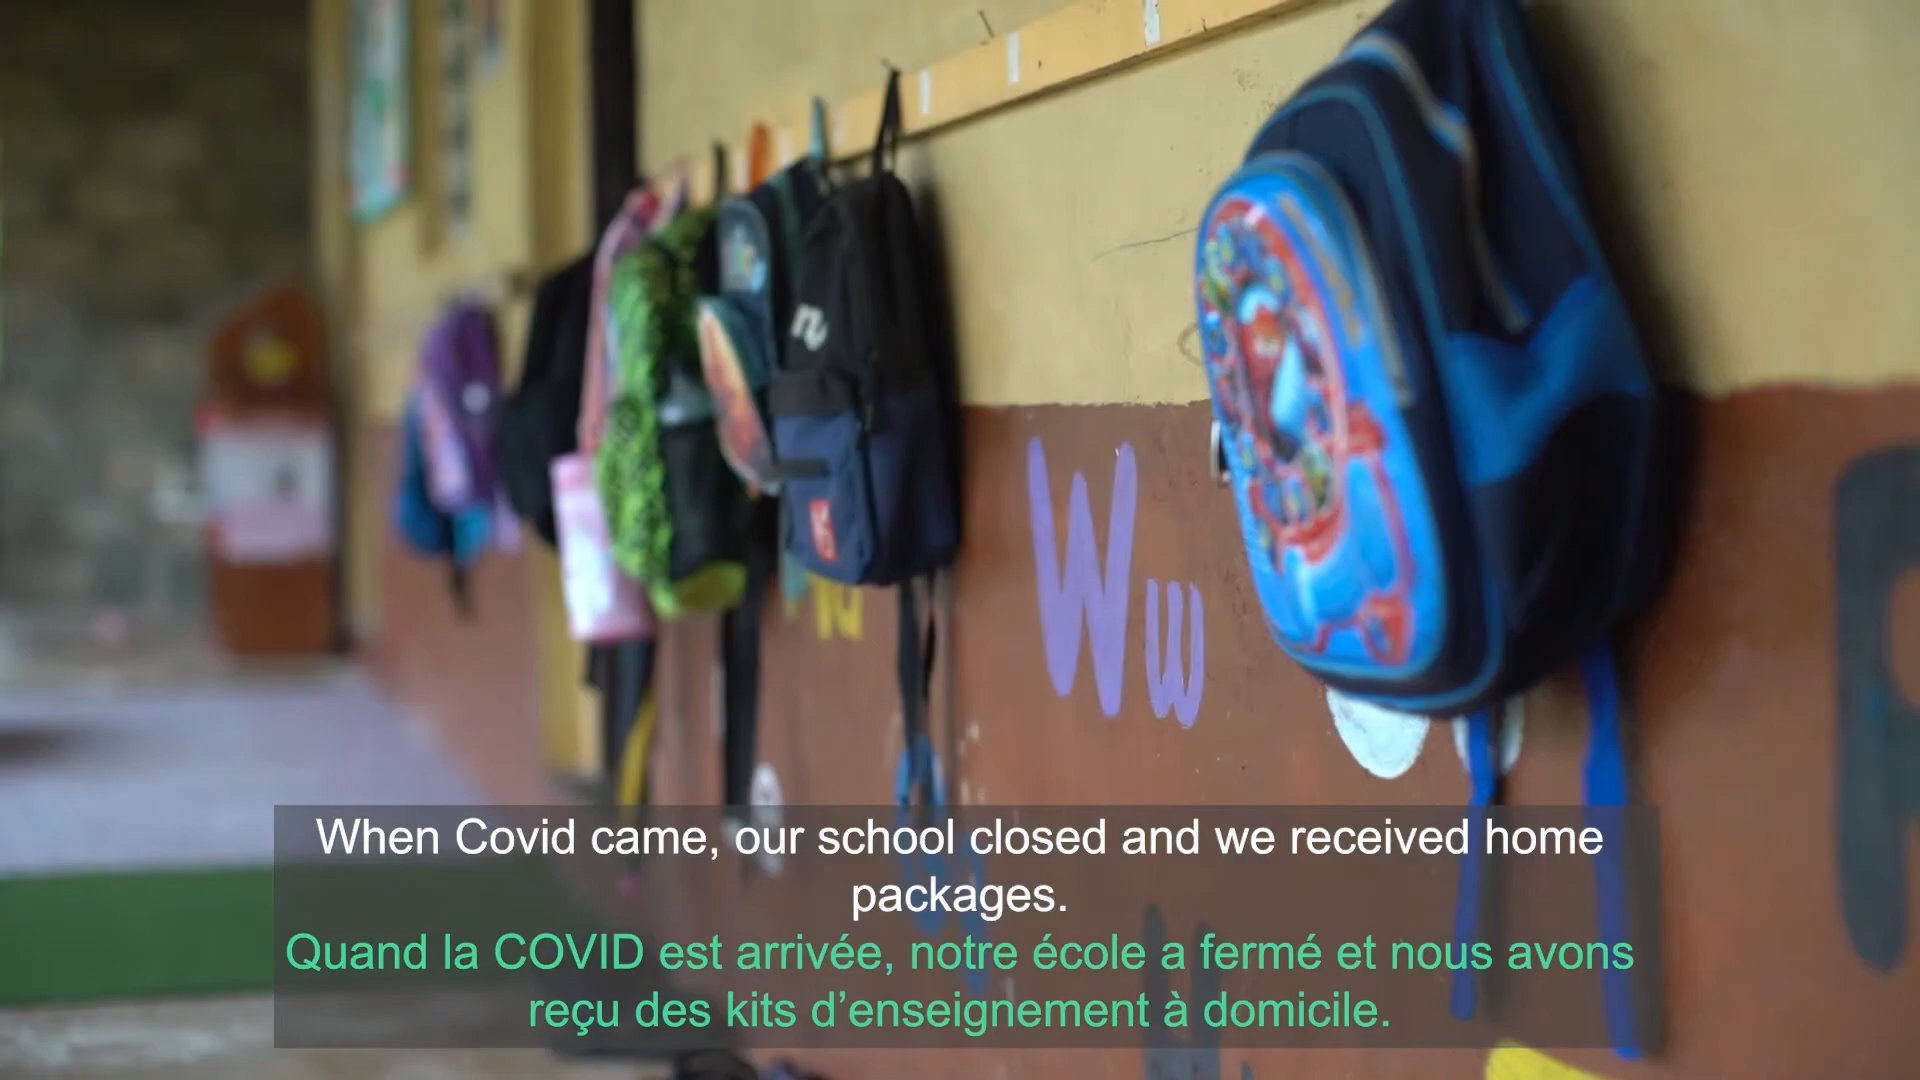 n
Ww
When Covid came, our school closed and we received home
packages.
Quand la COVID est arrivée, notre école a fermé et nous avons
reçu des kits d’enseignement à domicile.